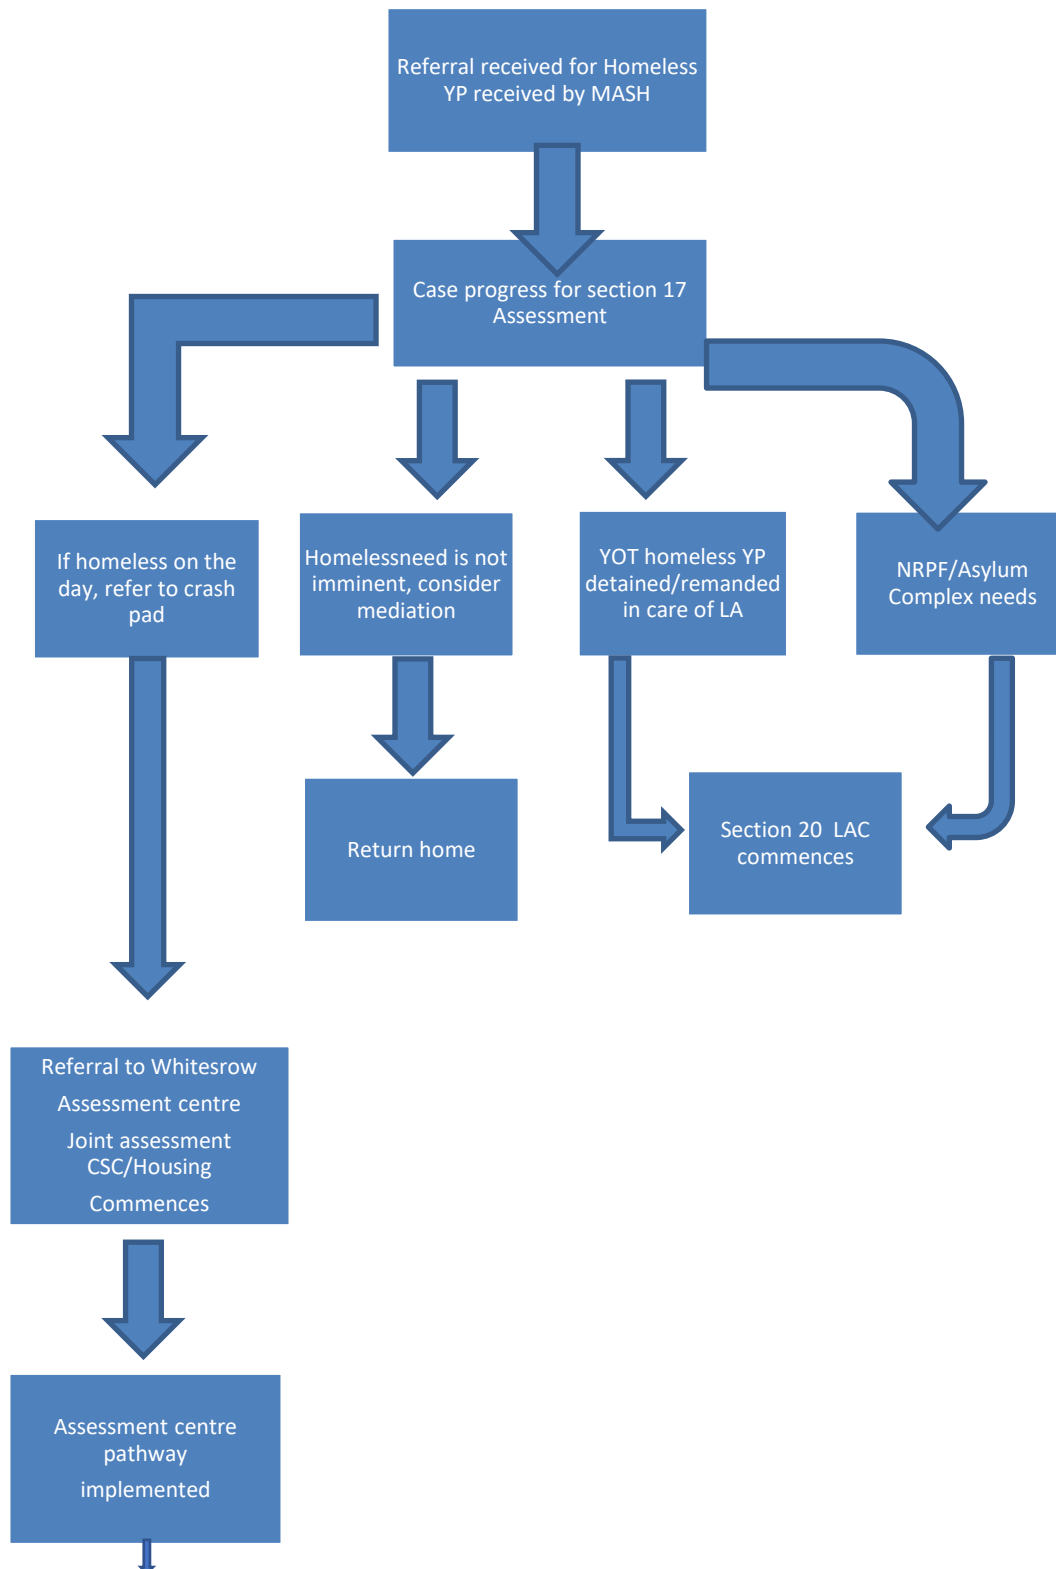 Referral received for Homeless
YP received by MASH
Case progress for section 17
Assessment
If homeless on the
day, refer to crash
pad
Homelessneed is not
imminent, consider
mediation
YOT homeless YP
detained/remanded
in care of LA
NRPF/Asylum
Complex needs
Return home
Section 20 LAC
commences
Referral to Whitesrow
Assessment centre
Joint assessment
CSC/Housing
Commences
Assessment centre
pathway
implemented